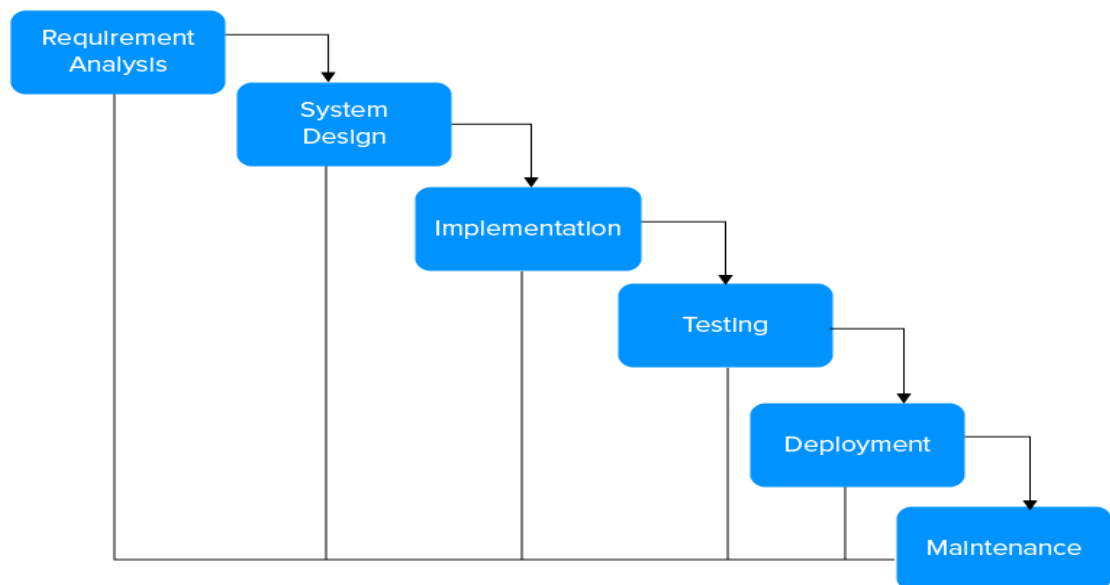 Requirement
Analysis
System
Design
Implementation
Testing
Deployment
Maintenance